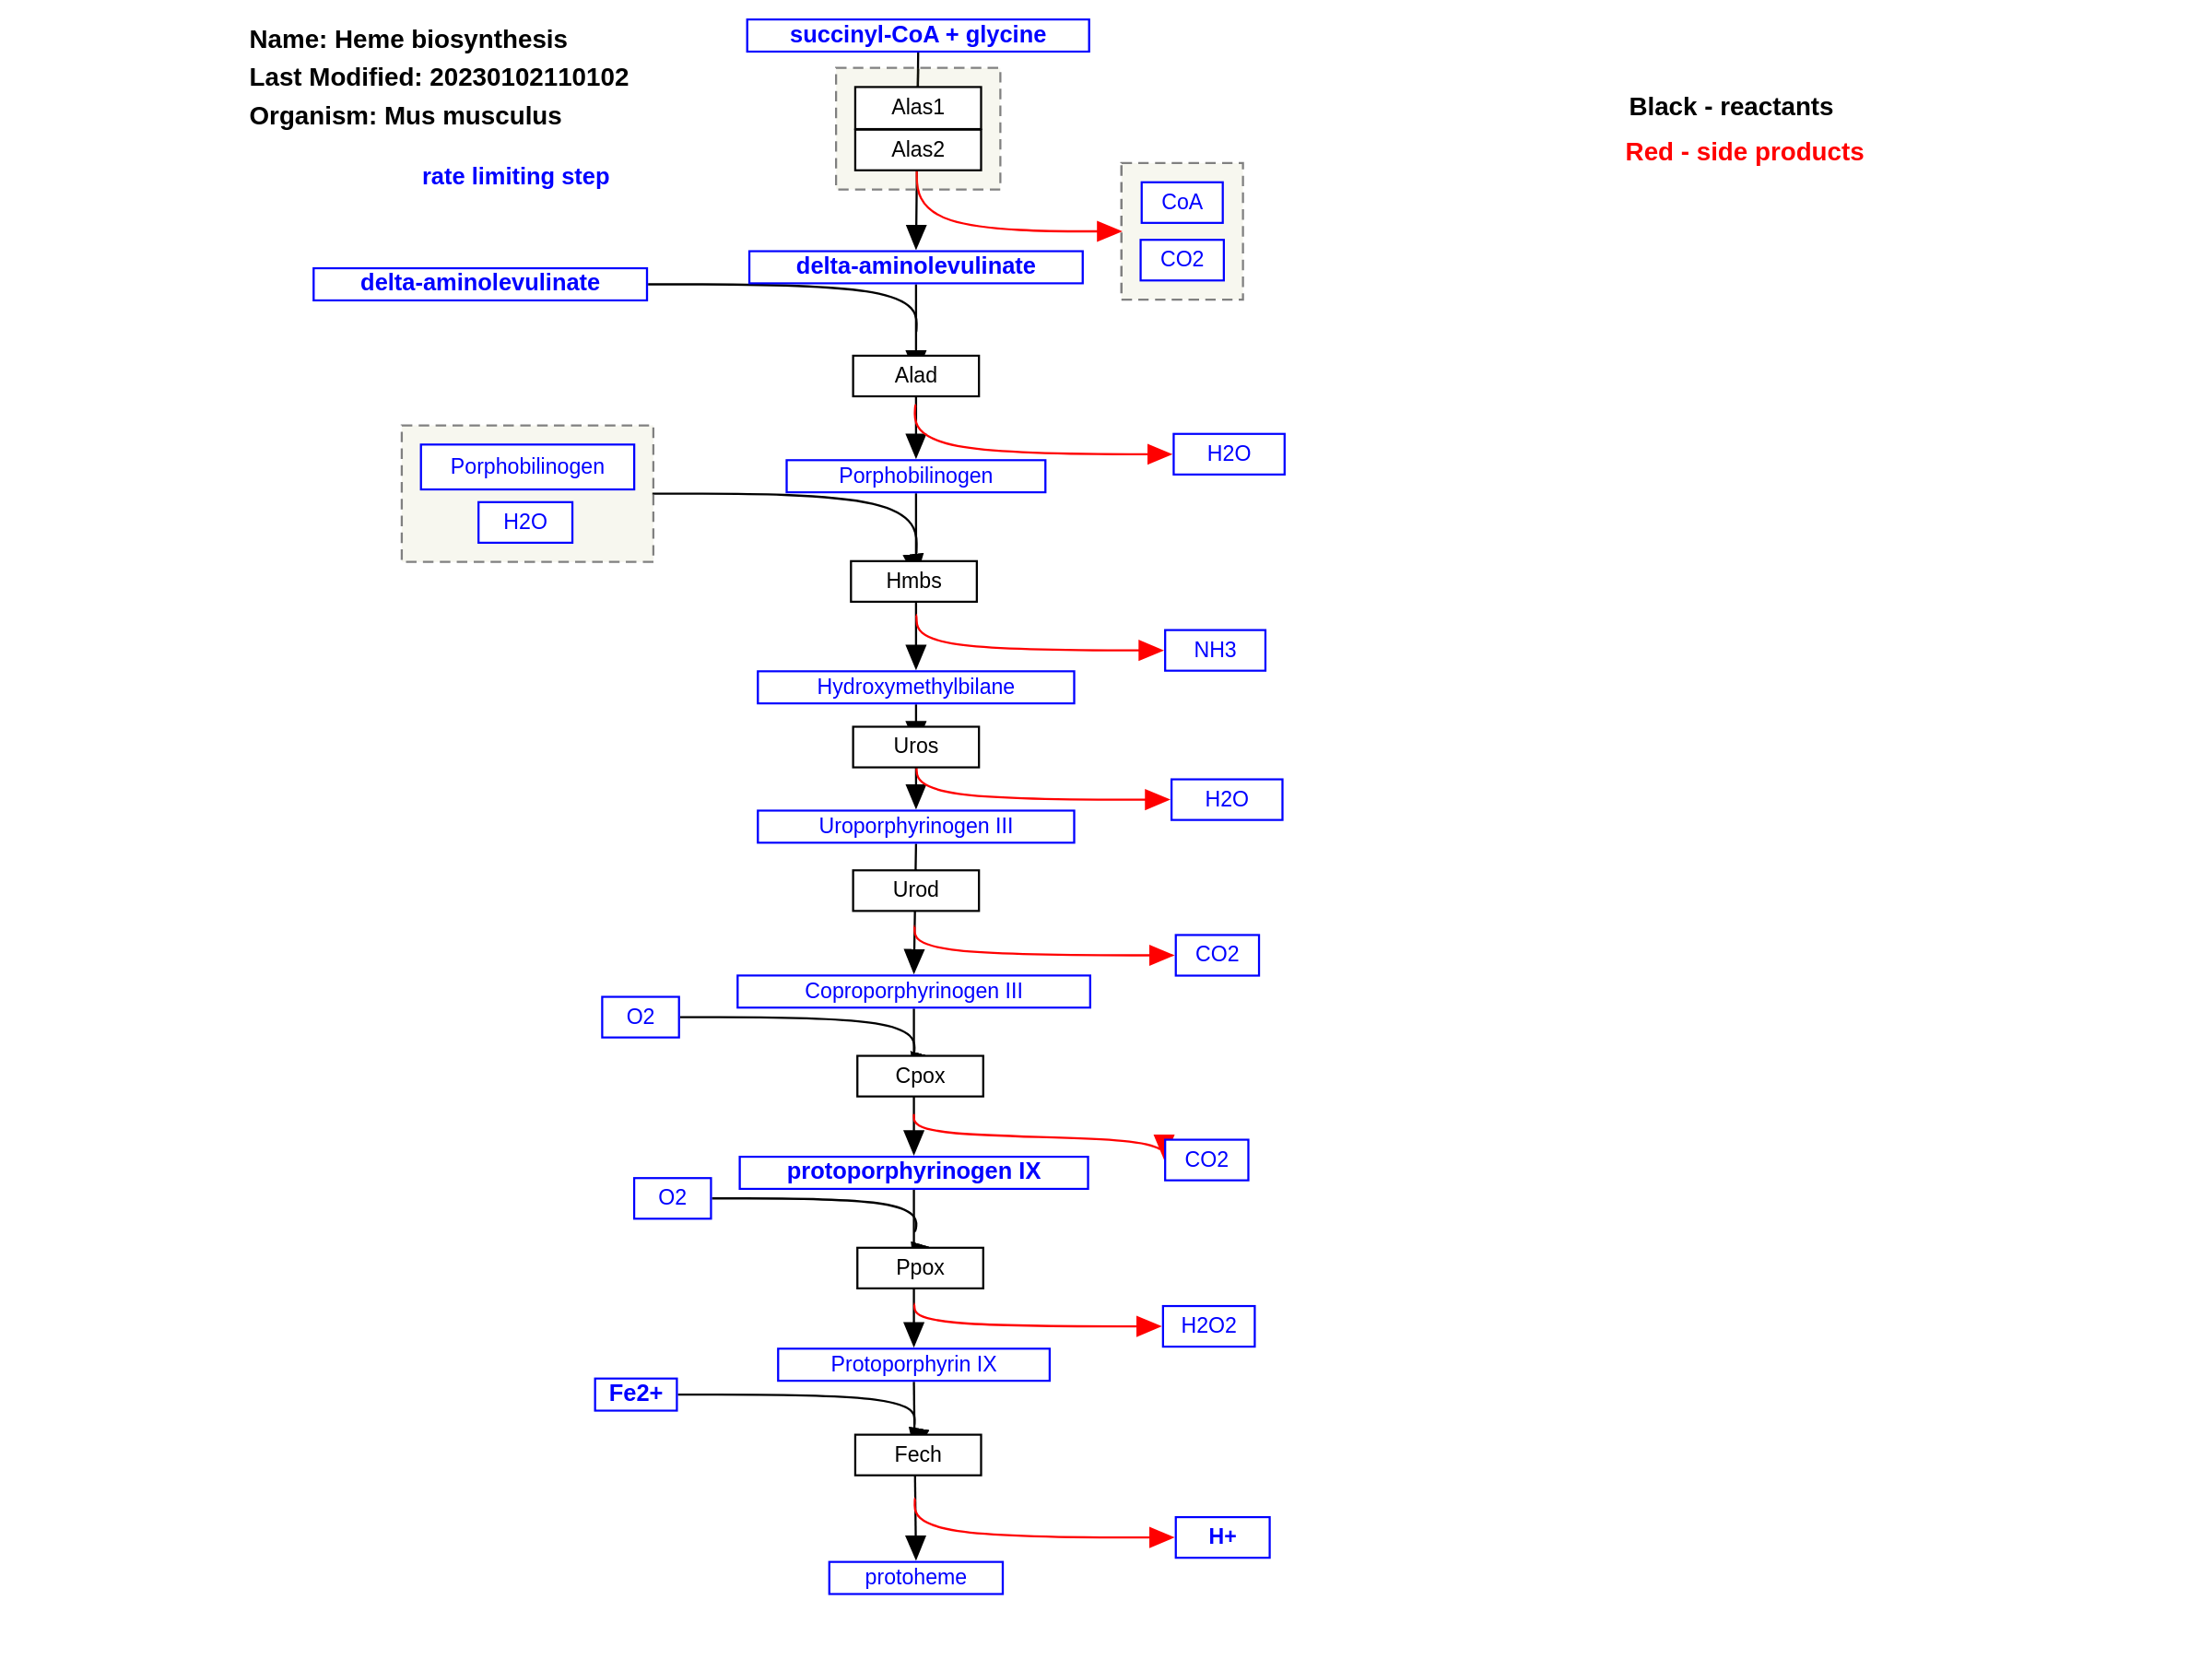 Name: Heme biosynthesis
Last Modified: 20230102110102
Organism: Mus musculus
succinyl-CoA + glycine
Black - reactants
Red - side products
Alas1
Alas2
rate limiting step
CoA
CO2
delta-aminolevulinate
delta-aminolevulinate
Alad
H2O
Porphobilinogen
Porphobilinogen
H2O
Hmbs
NH3
Hydroxymethylbilane
Uros
H2O
Uroporphyrinogen III
Urod
CO2
Coproporphyrinogen III
O2
Cpox
CO2
protoporphyrinogen IX
O2
Ppox
H2O2
Protoporphyrin IX
Fe2+
Fech
H+
protoheme